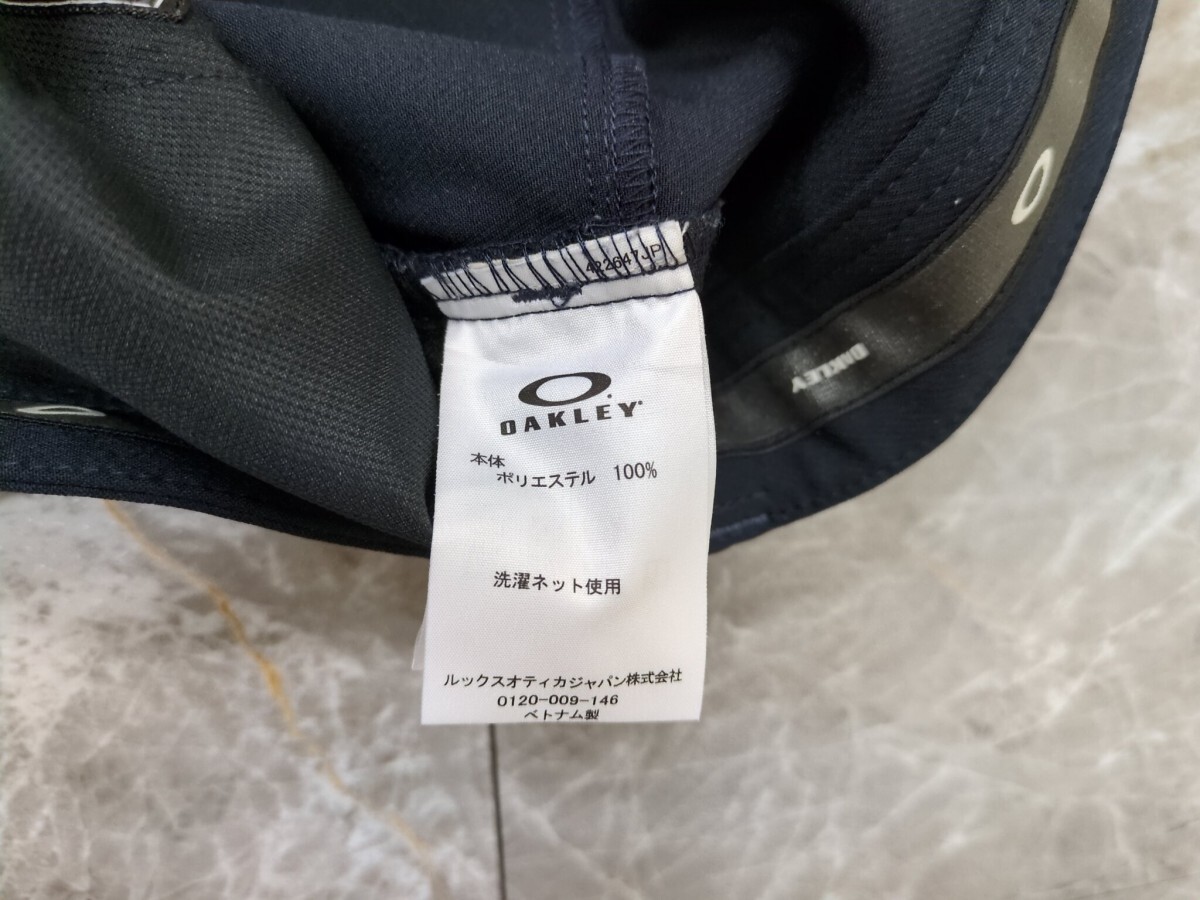 422647JP
OAKLEY
本体
ポリエステル 100%
洗濯ネット使用
ルックスオティカジャパン株式会社
0120-009-146
ベトナム製
OAKLEY